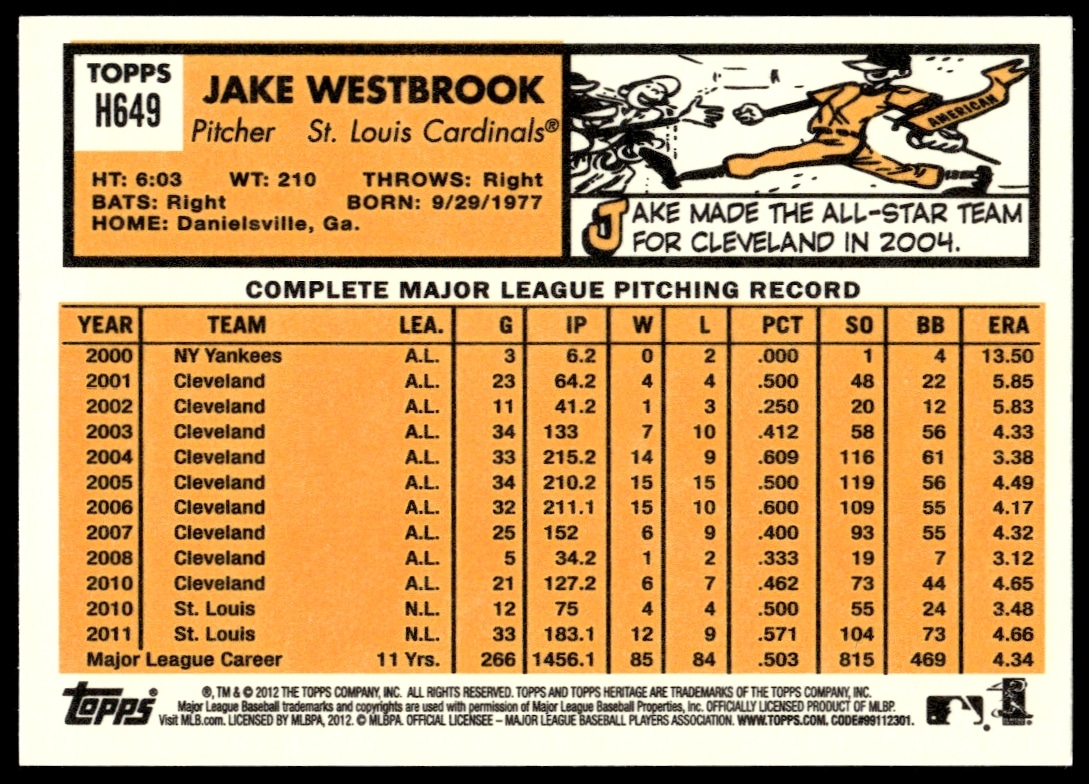 TOPPS
H649
JAKE WESTBROOK
Pitcher St. Louis Cardinals®
HT: 6:03 WT: 210 THROWS: Right
BATS: Right BORN: 9/29/1977
HOME: Danielsville, Ga.
AMERICAN
JAKE MADE THE ALL-STAR TEAM
FOR CLEVELAND IN 2004.
COMPLETE MAJOR LEAGUE PITCHING RECORD
YEAR TEAM LEA. G IP W L PCT SO BB ERA
2000 NY Yankees A.L. 3 6.2 0 2 .000 1 4 13.50
2001 Cleveland A.L. 23 64.2 4 4 .500 48 22 5.85
2002 Cleveland A.L. 11 41.2 1 3 .250 20 12 5.83
2003 Cleveland A.L. 34 133 7 10 .412 58 56 4.33
2004 Cleveland A.L. 33 215.2 14 9 .609 116 61 3.38
2005 Cleveland A.L. 34 210.2 15 15 .500 119 56 4.49
2006 Cleveland A.L. 32 211.1 15 10 .600 109 55 4.17
2007 Cleveland A.L. 25 152 6 9 .400 93 55 4.32
2008 Cleveland A.L. 5 34.2 1 2 .333 19 7 3.12
2010 Cleveland A.L. 21 127.2 6 7 .462 73 44 4.65
2010 St. Louis N.L. 12 75 4 4 .500 55 24 3.48
2011 St. Louis N.L. 33 183.1 12 9 .571 104 73 4.66
Major League Career 11 Yrs. 266 1456.1 85 84 .503 815 469 4.34
topps®
®, TM & © 2012 THE TOPPS COMPANY, INC. ALL RIGHTS RESERVED. TOPPS AND TOPPS HERITAGE ARE TRADEMARKS OF THE TOPPS COMPANY, INC.
Major League Baseball trademarks and copyrights are used with permission of Major League Baseball Properties, Inc. OFFICIALLY LICENSED PRODUCT OF MLBP.
Visit MLB.com. LICENSED BY MLBPA, 2012. © MLBPA. OFFICIAL LICENSEE – MAJOR LEAGUE BASEBALL PLAYERS ASSOCIATION. WWW.TOPPS.COM. CODE#99112301.